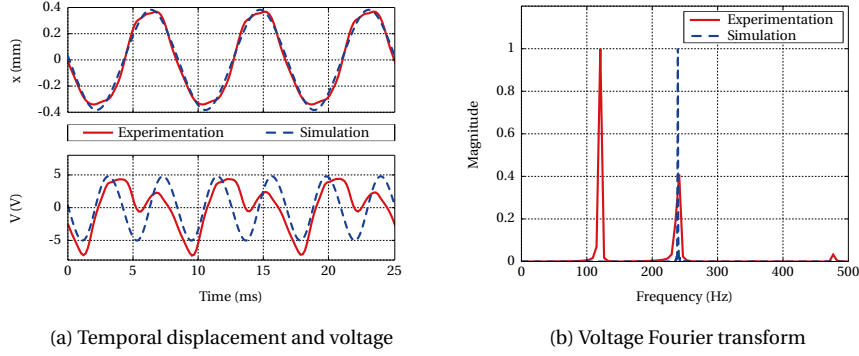 0.4
0.2
0
-0.2
-0.4
x (mm)
Experimentation
Simulation
5
0
-5
V (V)
0
5
10
15
20
25
Time (ms)
(a) Temporal displacement and voltage
Experimentation
Simulation
1
0.8
0.6
0.4
0.2
0
Magnitude
0
100
200
300
400
500
Frequency (Hz)
(b) Voltage Fourier transform